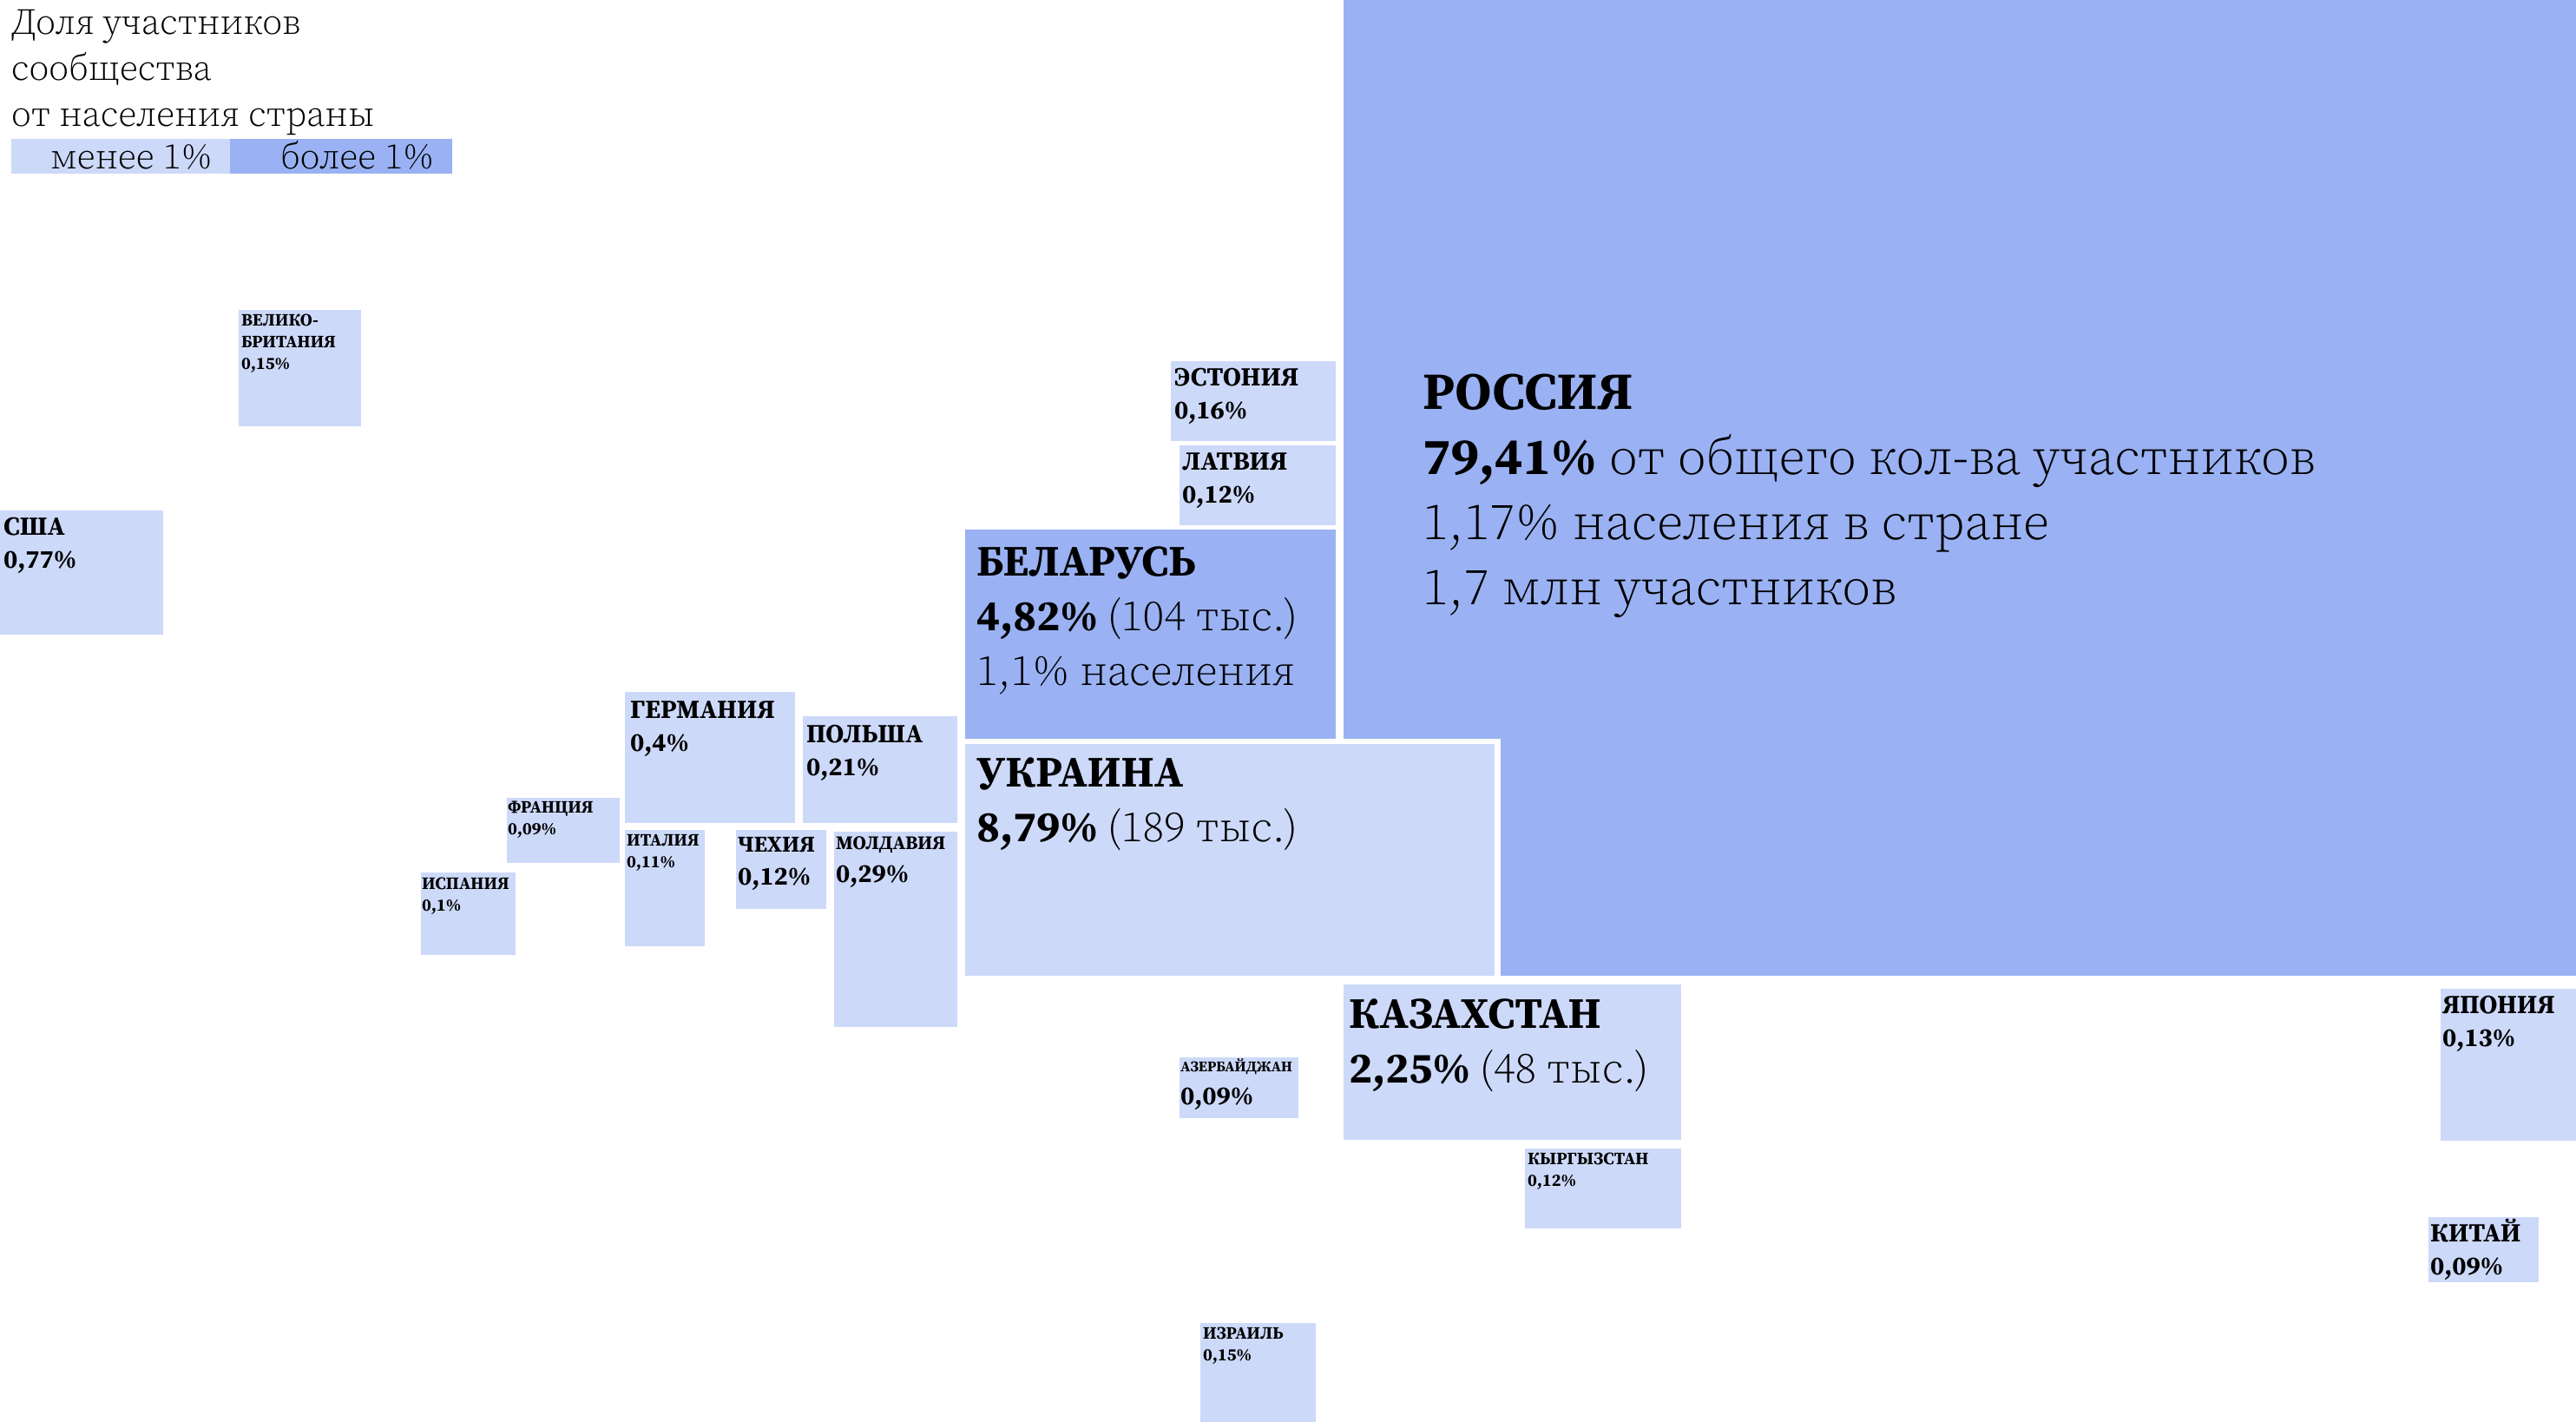 Доля участников
сообщества
от населения страны
менее 1%
более 1%
ВЕЛИКО-
БРИТАНИЯ
0,15%
США
0,77%
ЭСТОНИЯ
0,16%
ЛАТВИЯ
0,12%
РОССИЯ
79,41% от общего кол-ва участников
1,17% населения в стране
1,7 млн участников
БЕЛАРУСЬ
4,82% (104 тыс.)
1,1% населения
ГЕРМАНИЯ
0,4%
ПОЛЬША
0,21%
УКРАИНА
8,79% (189 тыс.)
ФРАНЦИЯ
0,09%
ИТАЛИЯ
0,11%
ЧЕХИЯ
0,12%
МОЛДАВИЯ
0,29%
ИСПАНИЯ
0,1%
КАЗАХСТАН
2,25% (48 тыс.)
ЯПОНИЯ
0,13%
АЗЕРБАЙДЖАН
0,09%
КЫРГЫЗСТАН
0,12%
КИТАЙ
0,09%
ИЗРАИЛЬ
0,15%